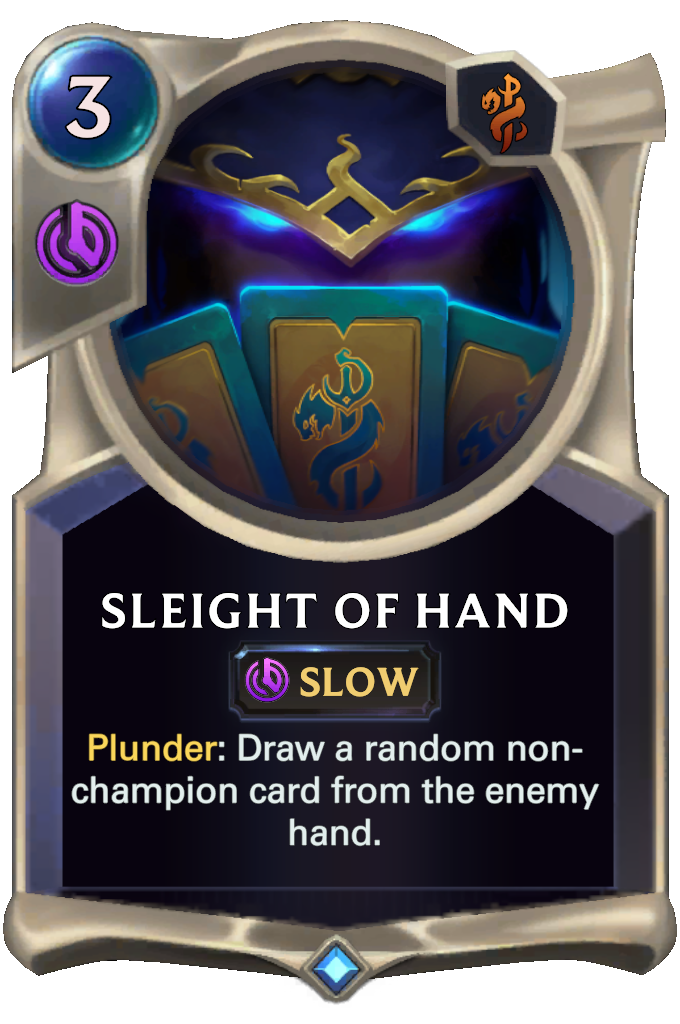 3
SLEIGHT OF HAND
SLOW
Plunder: Draw a random non-
champion card from the enemy
hand.